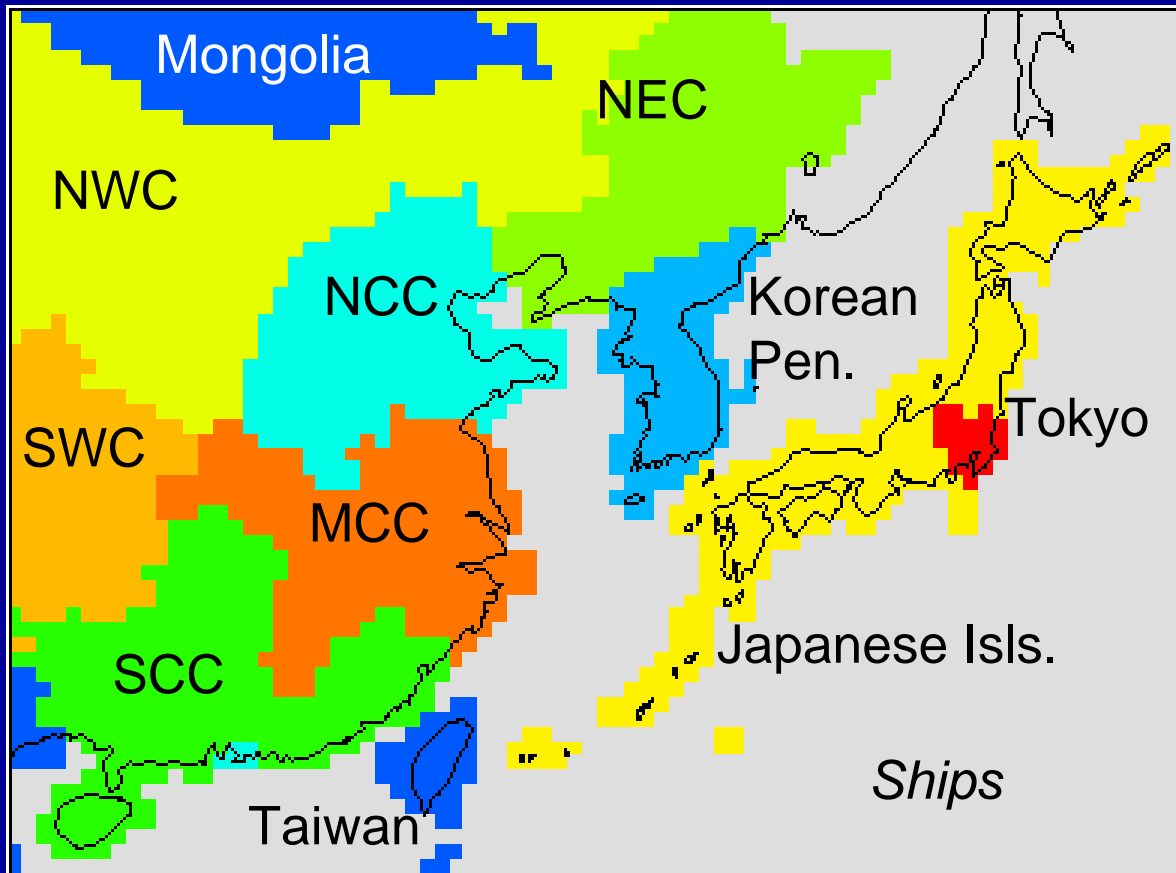 Mongolia
NEC
NWC
NCC
Korean
Pen.
Tokyo
SWC
MCC
Japanese Isls.
SCC
Ships
Taiwan